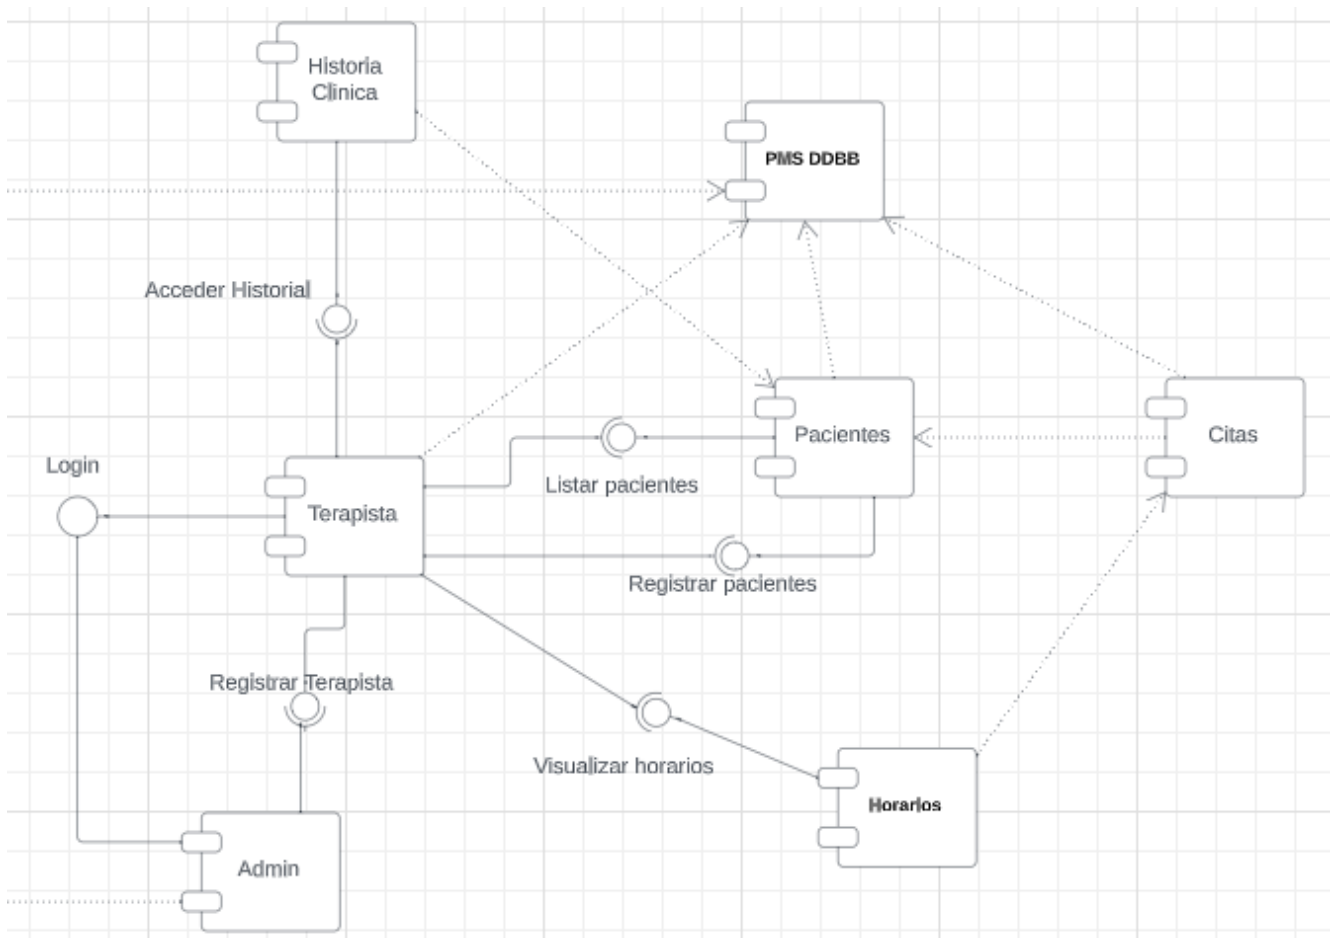 Historia
Clinica
PMS DDBB
Acceder Historial
Pacientes
Citas
Login
Listar pacientes
Terapista
Registrar pacientes
Registrar Terapista
Visualizar horarios
Horarios
Admin